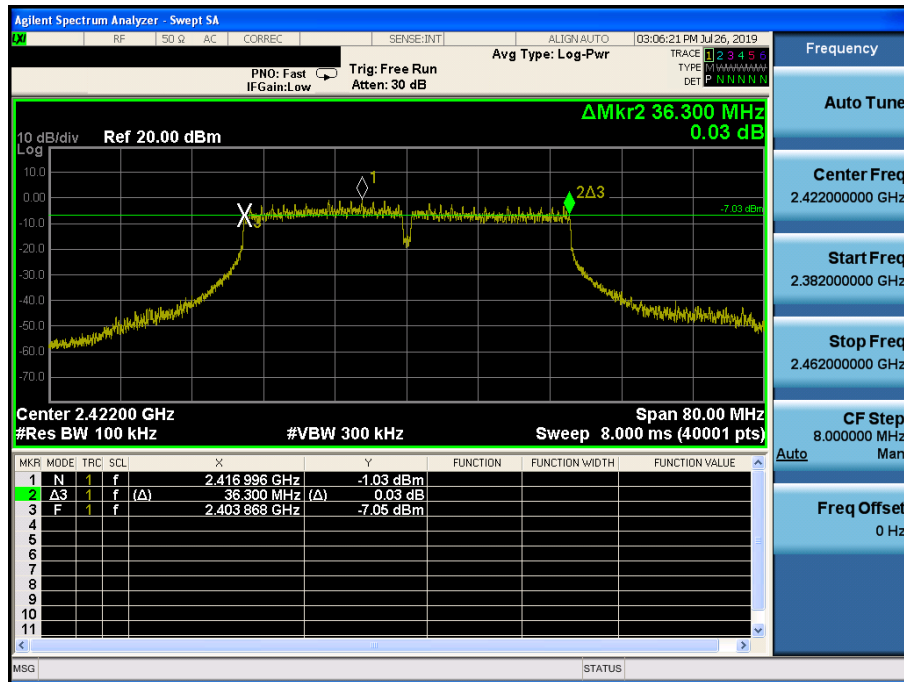 Agilent Spectrum Analyzer - Swept SA
LXI RF 50 Ω AC CORREC SENSE:INT ALIGN AUTO 03:06:21 PM Jul 26, 2019
PNO: Fast Trig: Free Run Avg Type: Log-Pwr TRACE 1 2 3 4 5 6
IFGain:Low Atten: 30 dB TYPE M WWWWW
DET P N N N N N
ΔMkr2 36.300 MHz
0.03 dB
10 dB/div Ref 20.00 dBm
Log
10.0
0.00
-10.0
-20.0
-30.0
-40.0
-50.0
-60.0
-70.0
1
2Δ3
X3
-7.03 dBm
Center 2.42200 GHz Span 80.00 MHz
#Res BW 100 kHz #VBW 300 kHz Sweep 8.000 ms (40001 pts)
MKR MODE TRC SCL X Y FUNCTION FUNCTION WIDTH FUNCTION VALUE
1 N 1 f 2.416 996 GHz -1.03 dBm
2 Δ3 1 f (Δ) 36.300 MHz (Δ) 0.03 dB
3 F 1 f 2.403 868 GHz -7.05 dBm
4
5
6
7
8
9
10
11
MSG STATUS
Frequency
Auto Tune
Center Freq
2.422000000 GHz
Start Freq
2.382000000 GHz
Stop Freq
2.462000000 GHz
CF Step
8.000000 MHz
Auto Man
Freq Offset
0 Hz